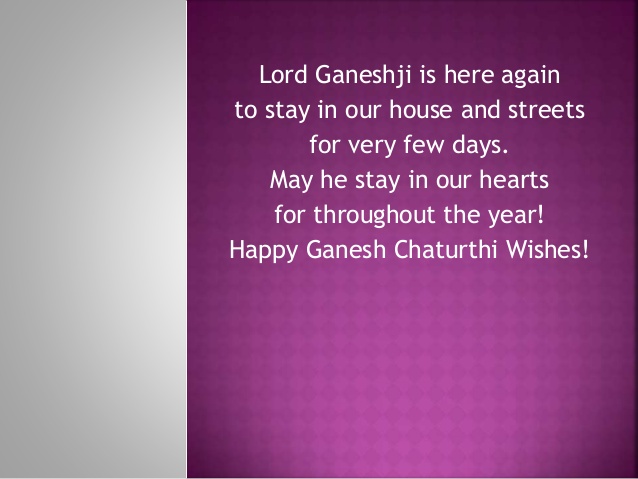 Lord Ganeshji is here again
to stay in our house and streets
for very few days.
May he stay in our hearts
for throughout the year!
Happy Ganesh Chaturthi Wishes!